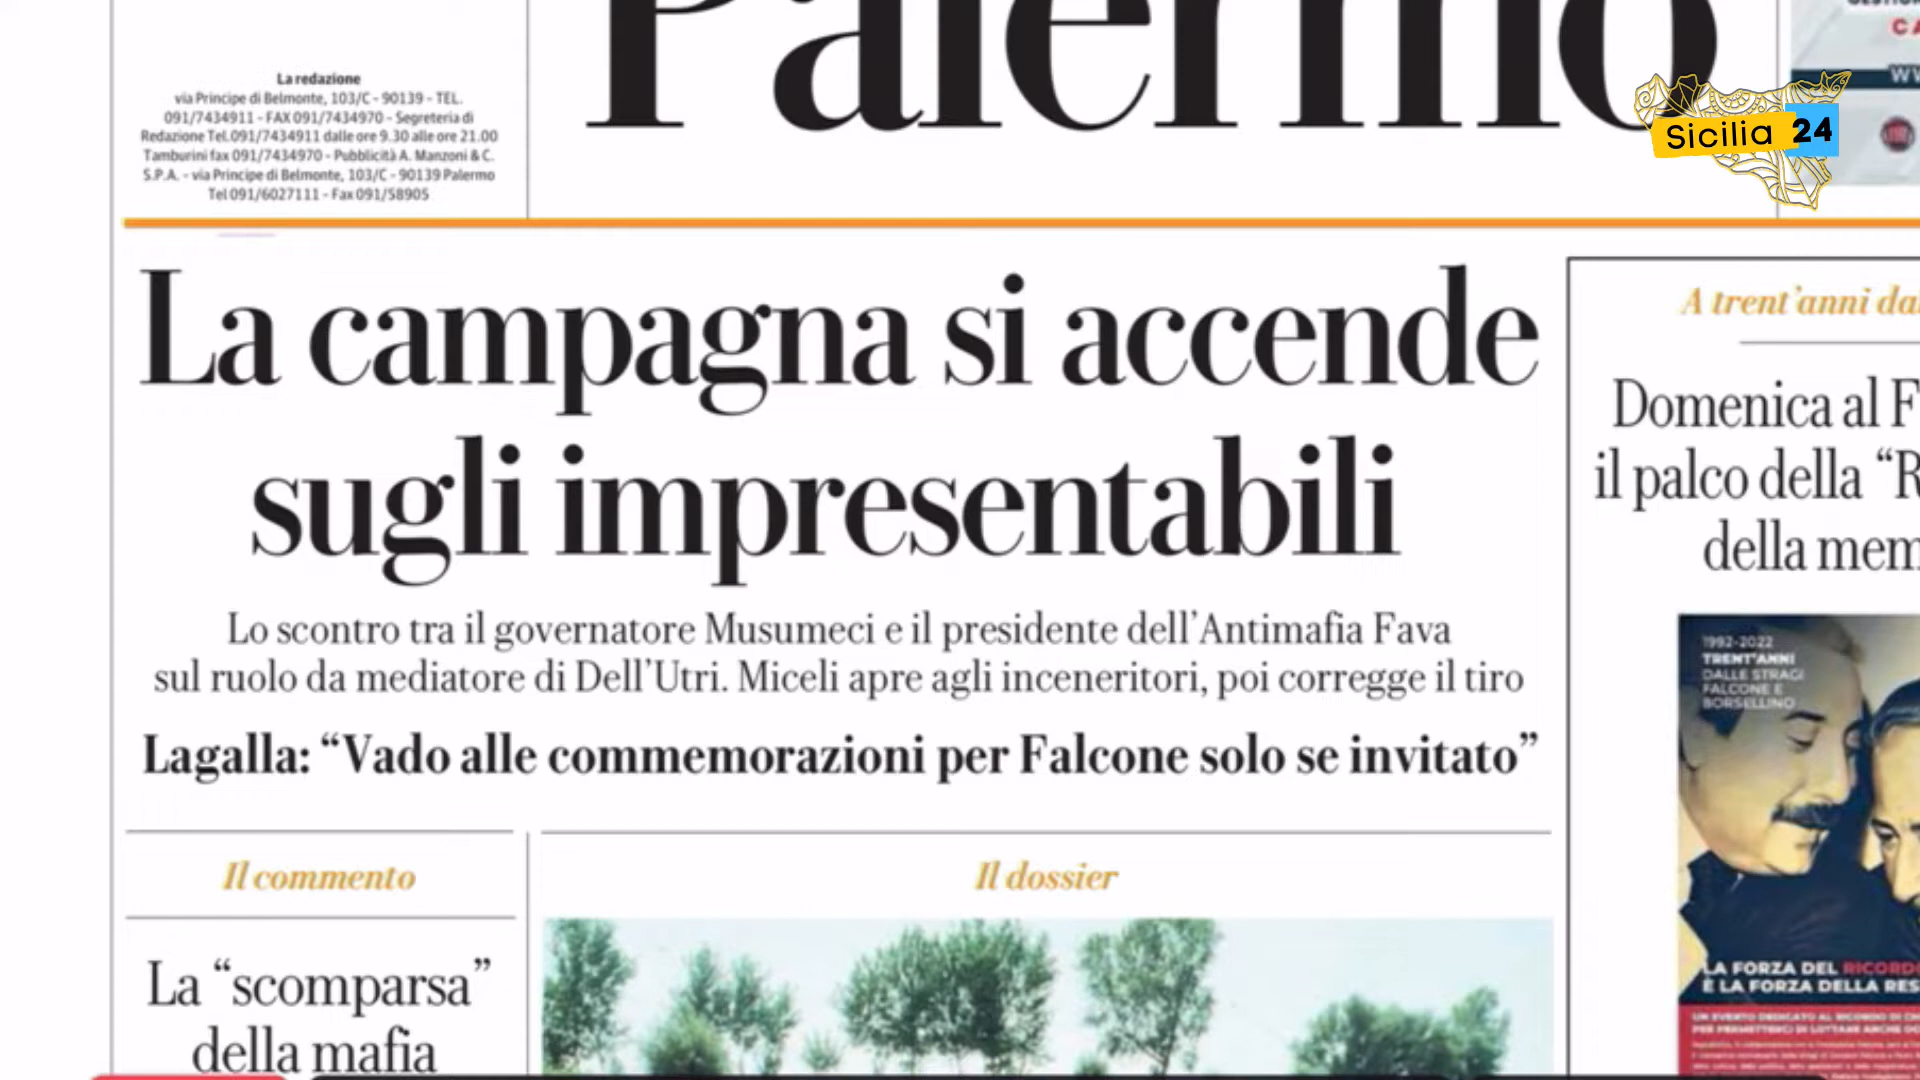 Palermo
La redazione
via Principe di Belmonte, 103/C - 90139 - TEL.
091/7434911 - FAX 091/7434970 - Segreteria di
Redazione Tel.091/7434911 dalle ore 9.30 alle ore 21.00
Tamburini fax 091/7434970 - Pubblicità A. Manzoni & C.
S.P.A. - via Principe di Belmonte, 103/C - 90139 Palermo
Tel 091/6027111 - Fax 091/58905
Sicilia 24
La campagna si accende
sugli impresentabili
Lo scontro tra il governatore Musumeci e il presidente dell’Antimafia Fava
sul ruolo da mediatore di Dell’Utri. Miceli apre agli inceneritori, poi corregge il tiro
Lagalla: “Vado alle commemorazioni per Falcone solo se invitato”
Il commento
La “scomparsa”
della mafia
Il dossier
A trent’anni
Domenica al F
il palco della “R
della mem
1992-2022
TRENT'ANNI
DALLE STRAGI
FALCONE E
BORSELLINO
LA FORZA DEL RICORDO
È LA FORZA DELLA RES